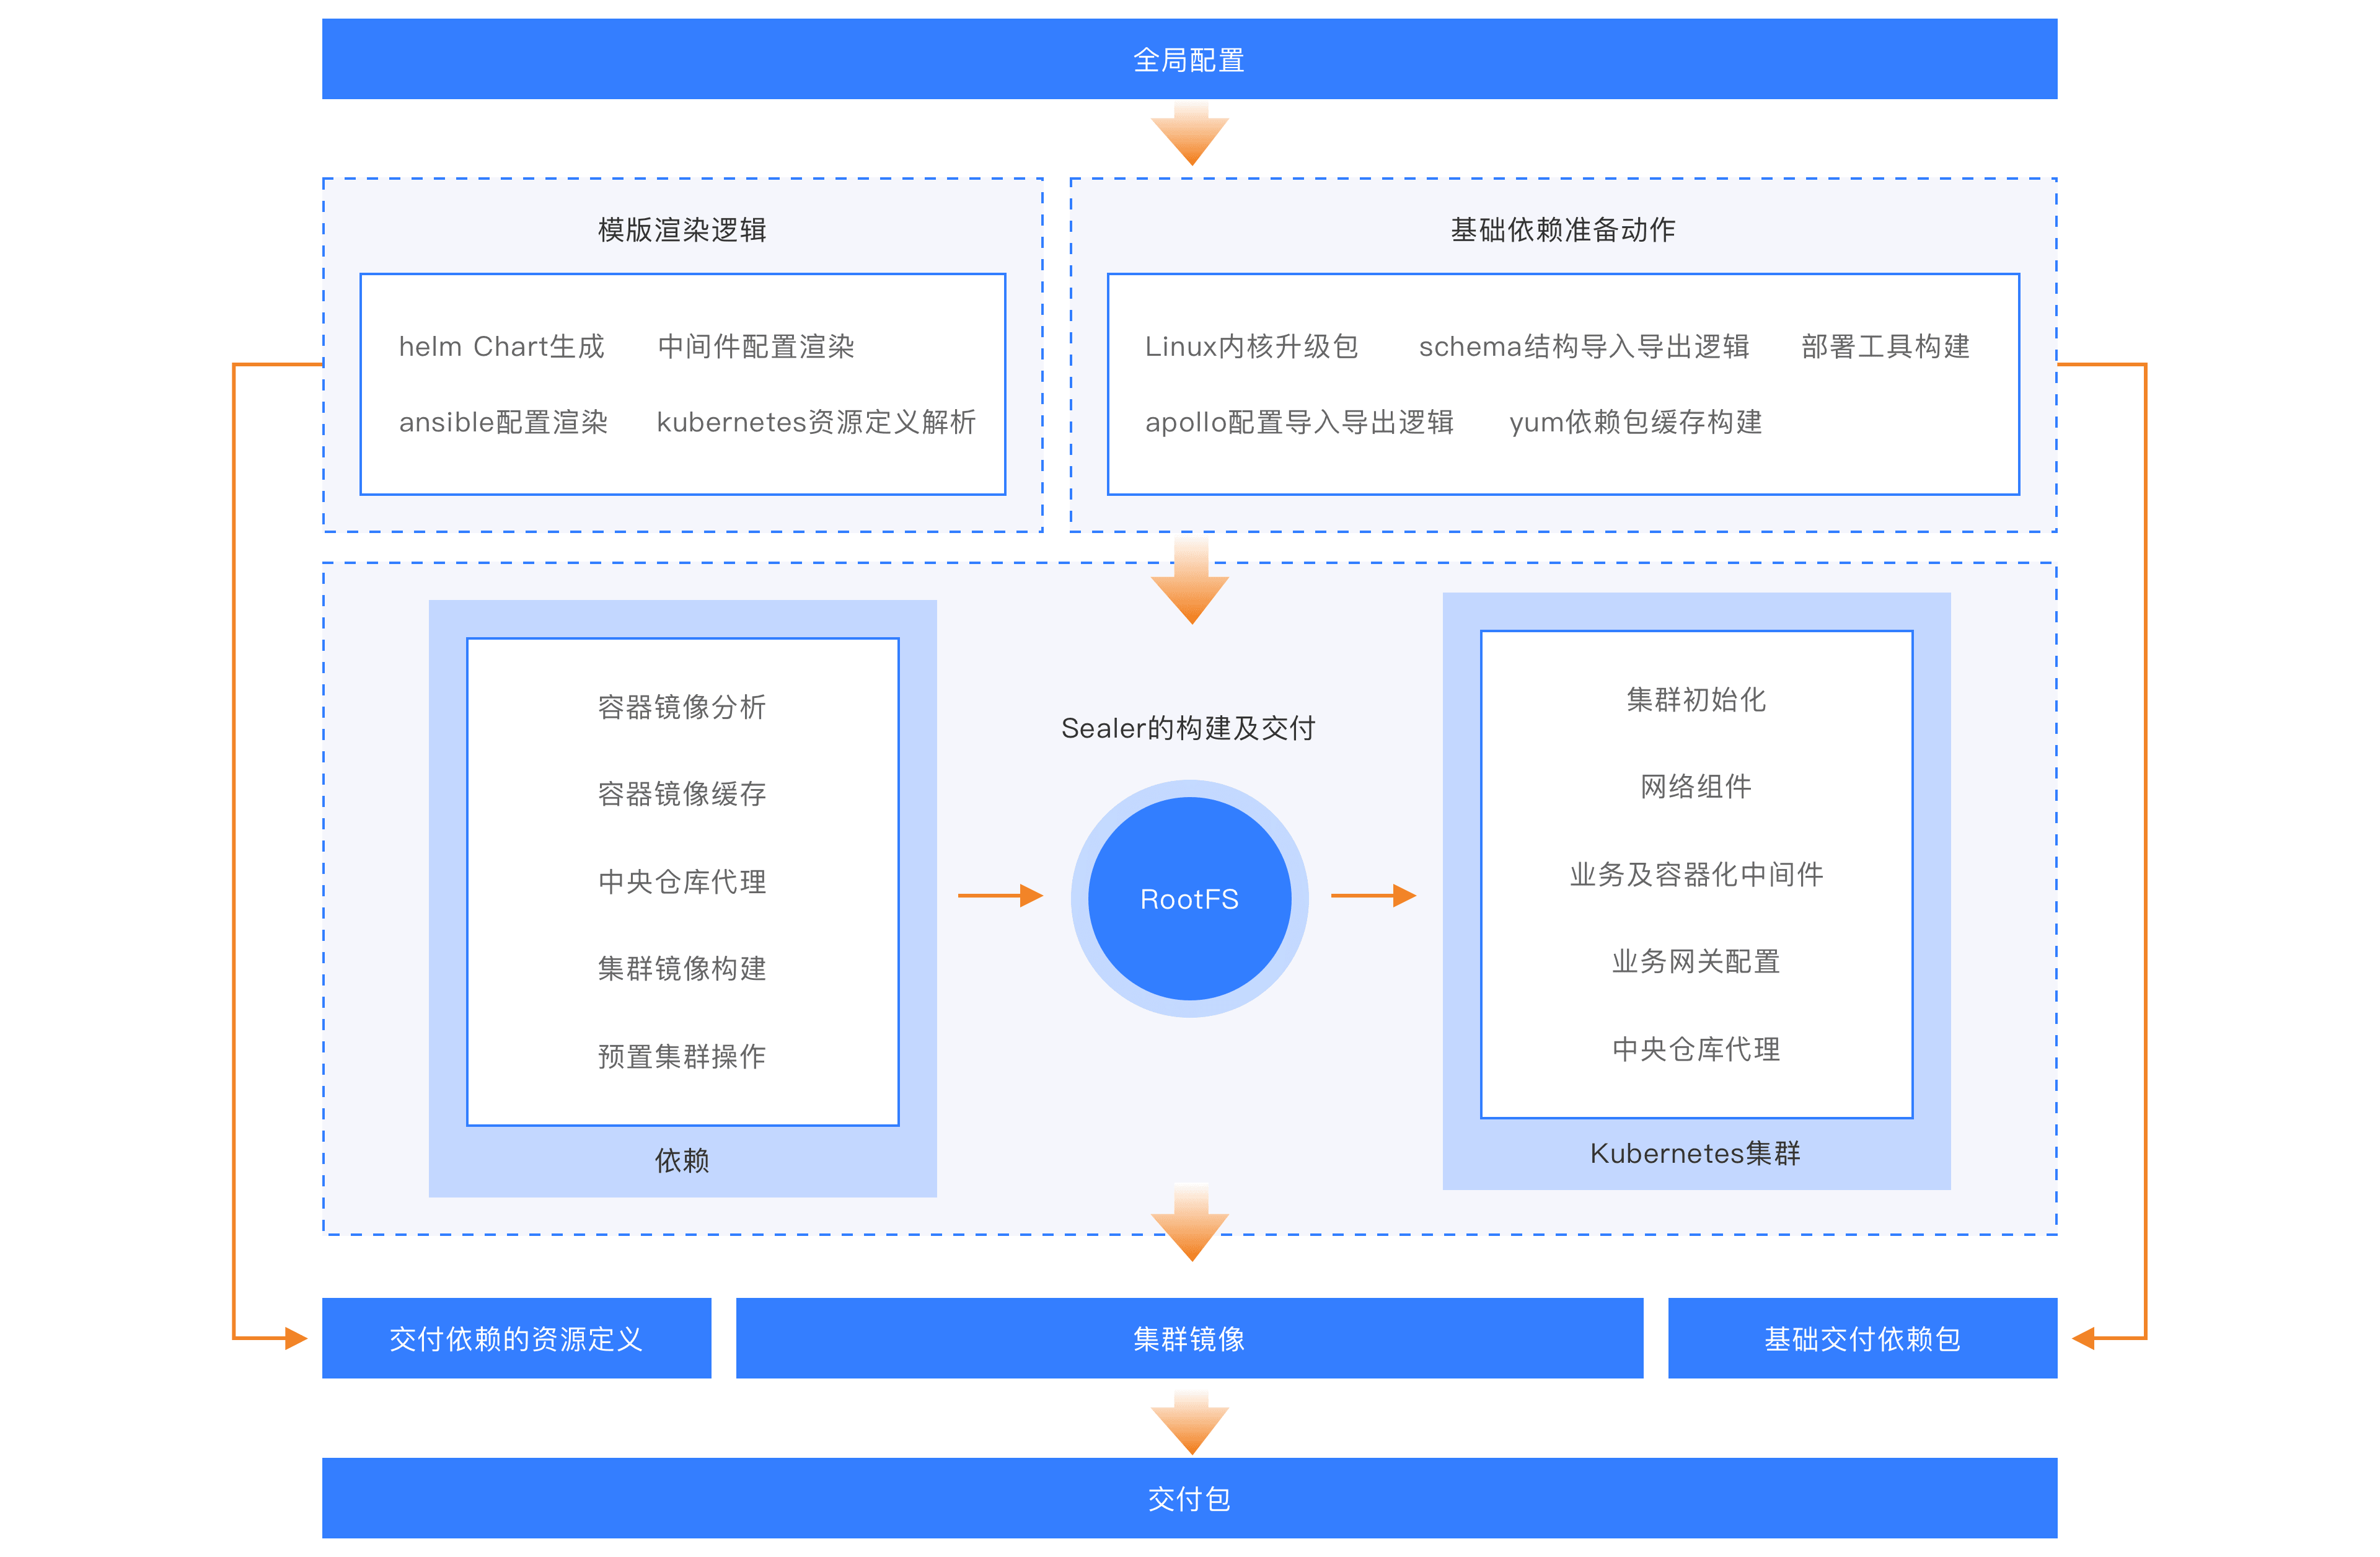 全局配置
模版渲染逻辑
helm Chart生成 中间件配置渲染
ansible配置渲染 kubernetes资源定义解析
基础依赖准备动作
Linux内核升级包 schema结构导入导出逻辑 部署工具构建
apollo配置导入导出逻辑 yum依赖包缓存构建
容器镜像分析
容器镜像缓存
中央仓库代理
集群镜像构建
预置集群操作
依赖
Sealer的构建及交付
RootFS
集群初始化
网络组件
业务及容器化中间件
业务网关配置
中央仓库代理
Kubernetes集群
交付依赖的资源定义
集群镜像
基础交付依赖包
交付包